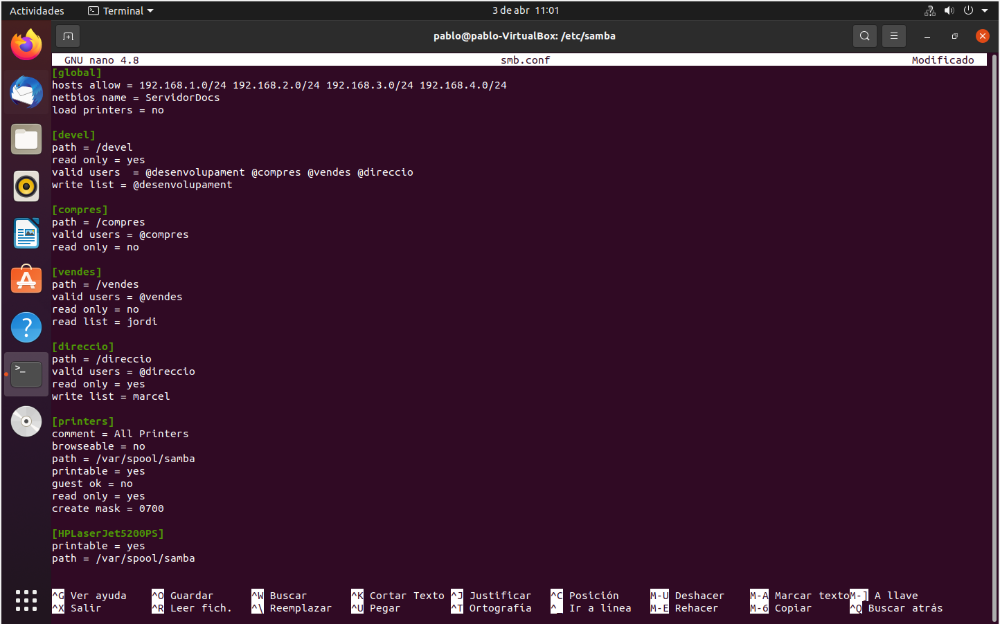 Actividades Terminal 3 de abr 11:01
pablo@pablo-VirtualBox: /etc/samba
GNU nano 4.8 smb.conf Modificado
[global]
hosts allow = 192.168.1.0/24 192.168.2.0/24 192.168.3.0/24 192.168.4.0/24
netbios name = ServidorDocs
load printers = no
[devel]
path = /devel
read only = yes
valid users  = @desenvolupament @compres @vendes @direccio
write list = @desenvolupament
[compres]
path = /compres
valid users = @compres
read only = no
[vendes]
path = /vendes
valid users = @vendes
read only = no
read list = jordi
[direccio]
path = /direccio
valid users = @direccio
read only = yes
write list = marcel
[printers]
comment = All Printers
browseable = no
path = /var/spool/samba
printable = yes
guest ok = no
read only = yes
create mask = 0700
[HPLaserJet5200PS]
printable = yes
path = /var/spool/samba
^G Ver ayuda ^O Guardar ^W Buscar ^K Cortar Texto ^J Justificar ^C Posición M-U Deshacer M-A Marcar texto M-] A llave
^X Salir ^R Leer fich. ^\ Reemplazar ^U Pegar ^T Ortografía ^_ Ir a línea M-E Rehacer M-6 Copiar ^Q Buscar atrás